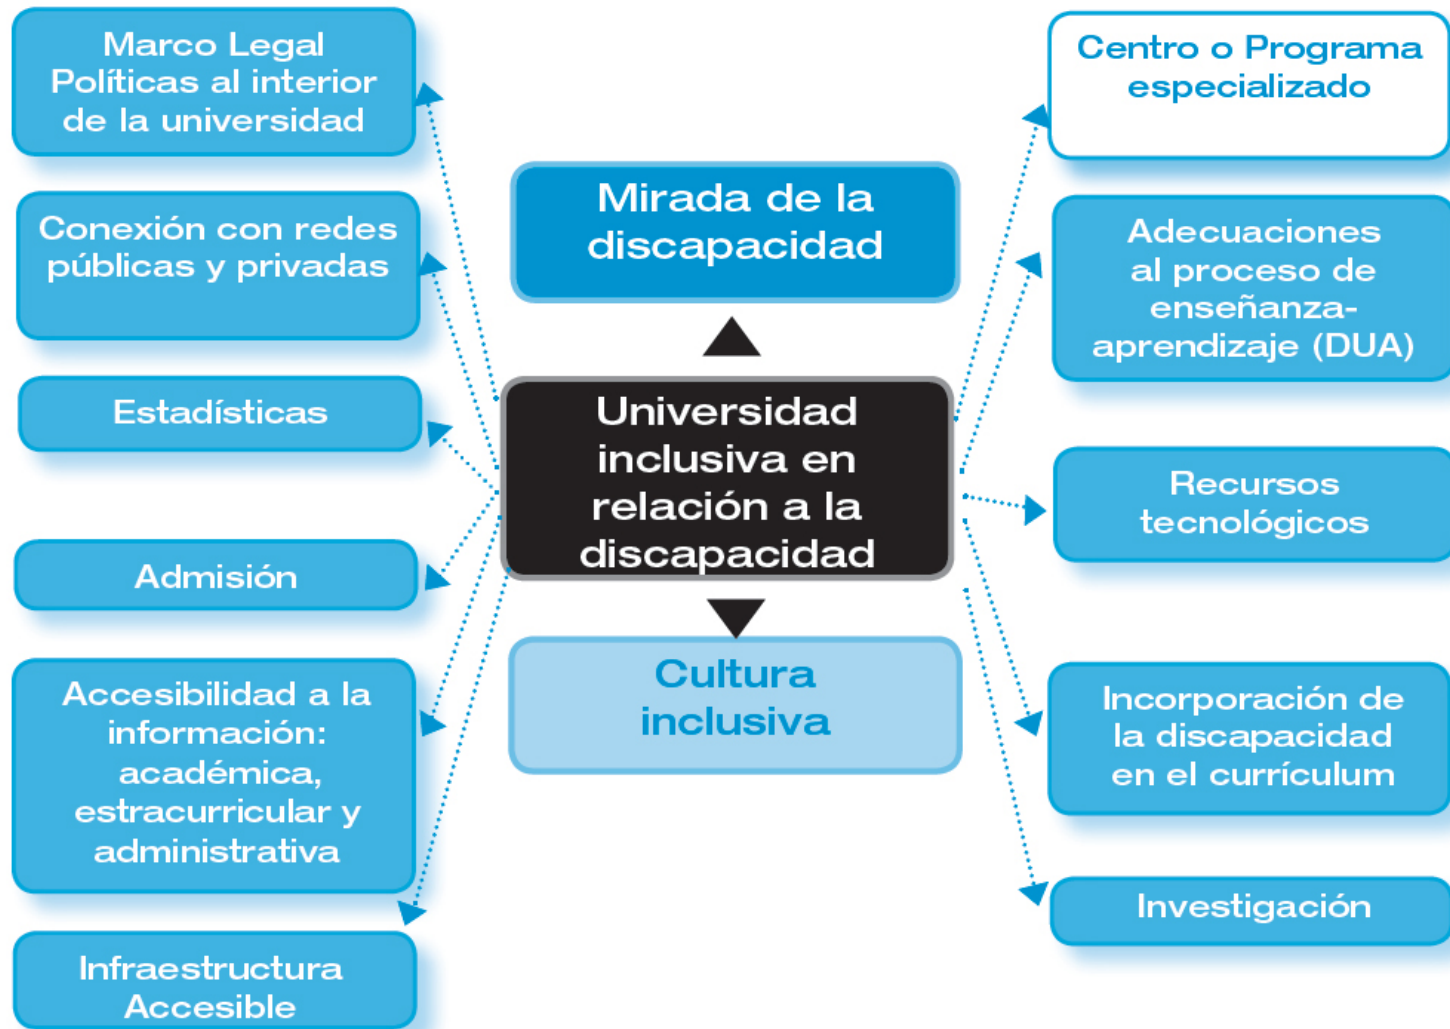 Marco Legal
Políticas al interior
de la universidad
Conexión con redes
públicas y privadas
Estadísticas
Admisión
Accesibilidad a la
información:
académica,
estracurricular y
administrativa
Infraestructura
Accesible
Mirada de la
discapacidad
Universidad
inclusiva en
relación a la
discapacidad
Cultura
inclusiva
Centro o Programa
especializado
Adecuaciones
al proceso de
enseñanza-
aprendizaje (DUA)
Recursos
tecnológicos
Incorporación de
la discapacidad
en el currículum
Investigación